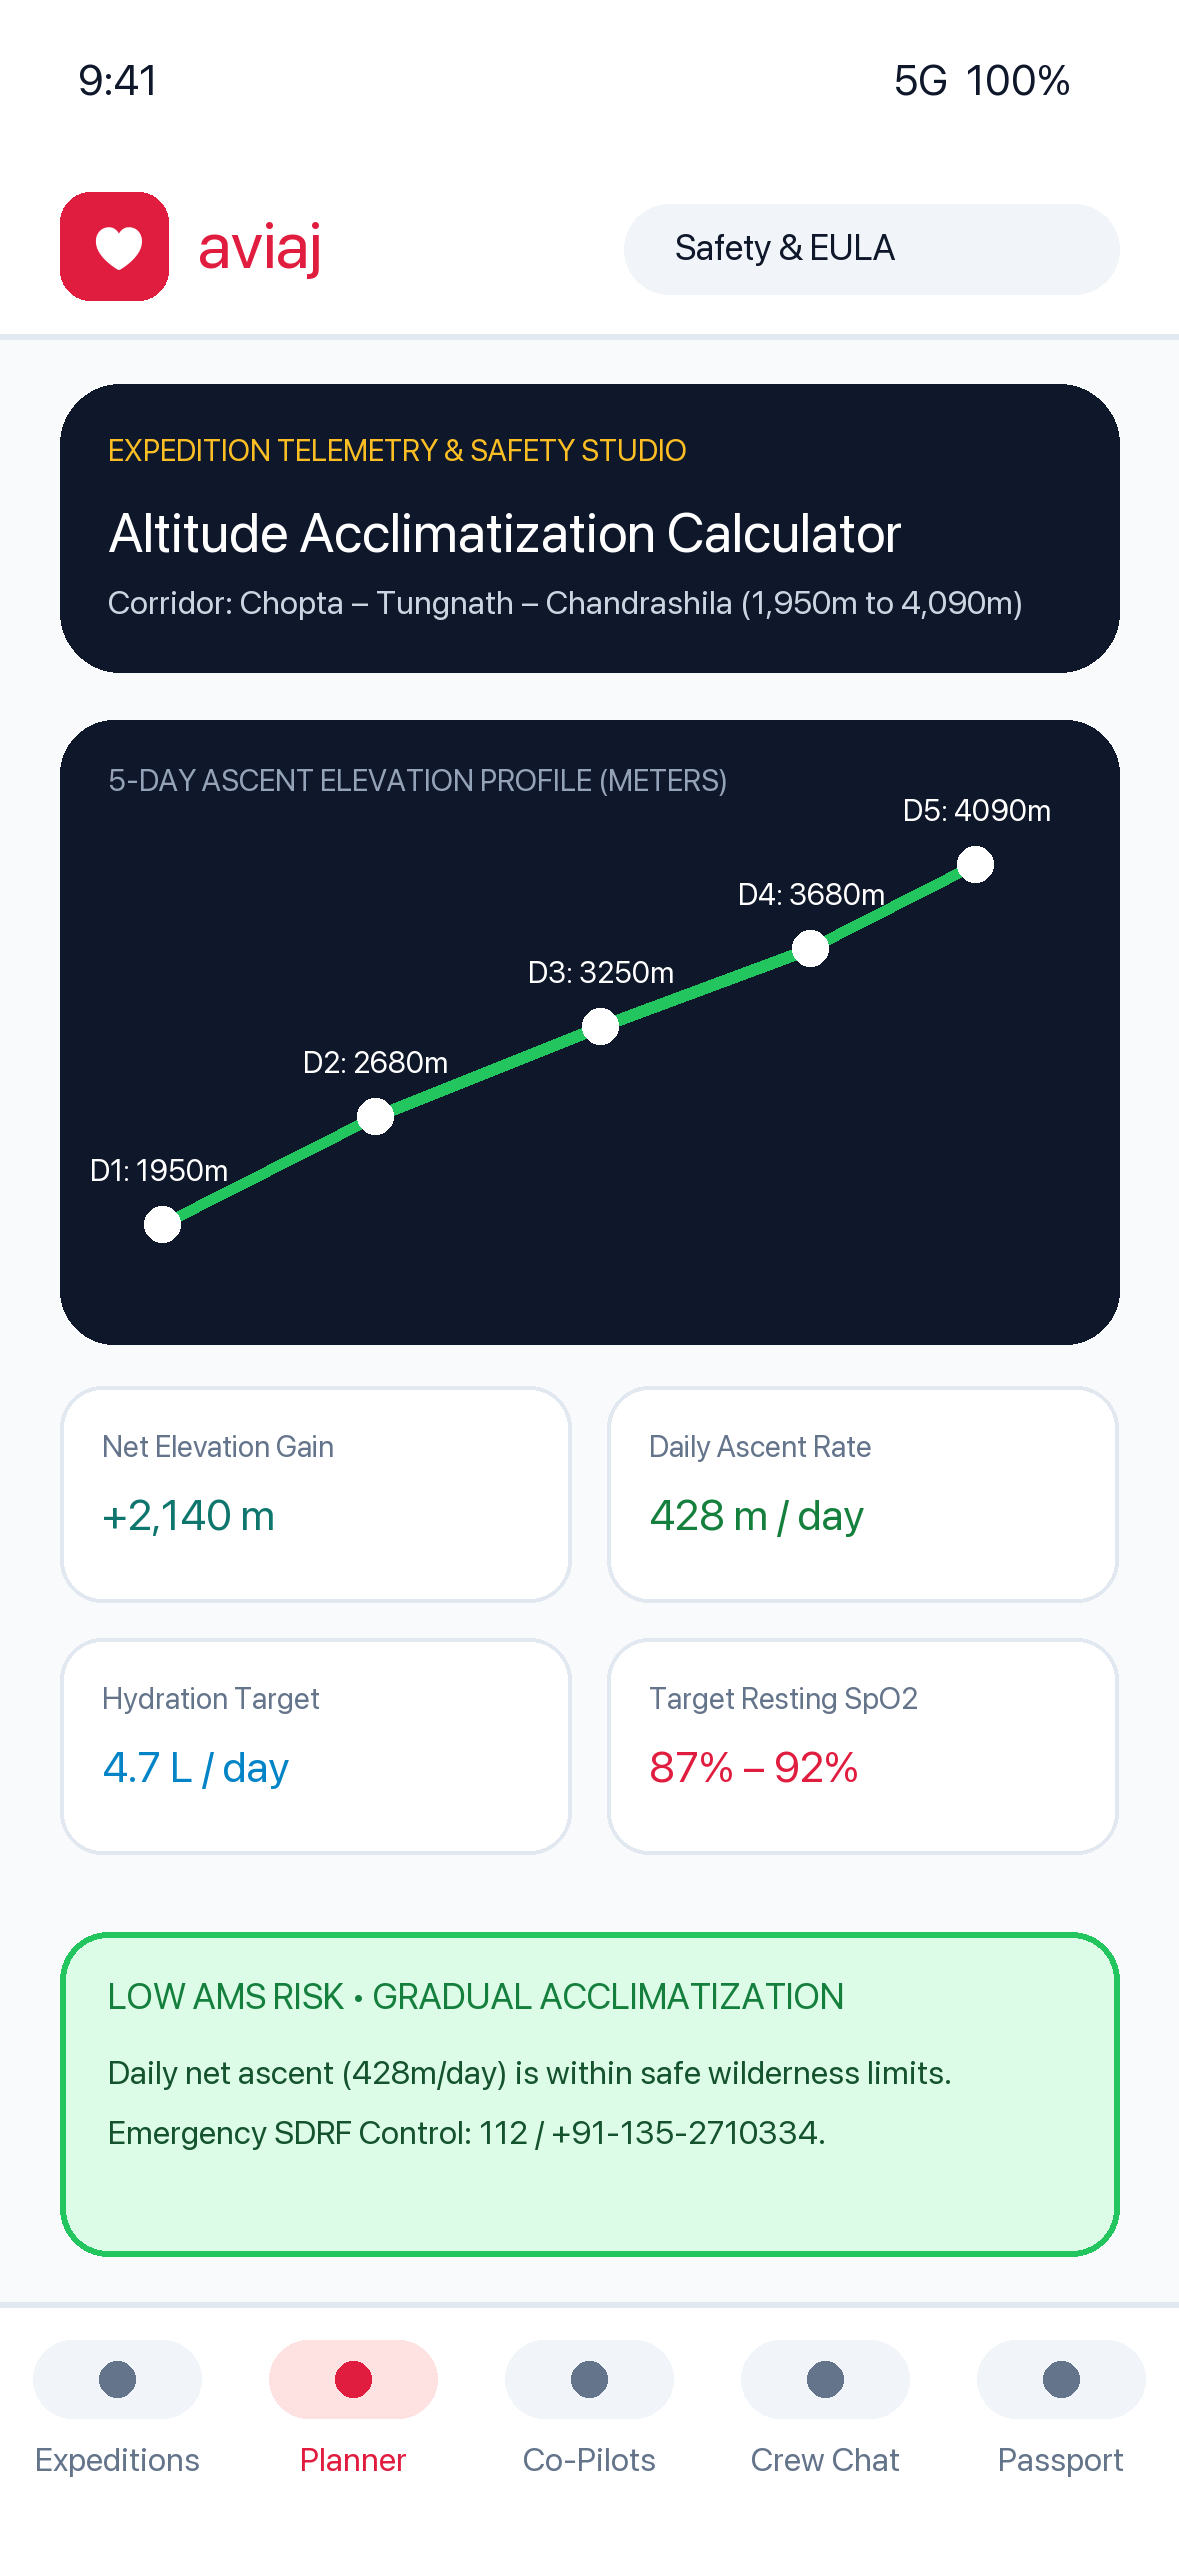 9:41
5G 100%
aviaj
Safety & EULA
EXPEDITION TELEMETRY & SAFETY STUDIO
Altitude Acclimatization Calculator
Corridor: Chopta – Tungnath – Chandrashila (1,950m to 4,090m)
5-DAY ASCENT ELEVATION PROFILE (METERS)
D5: 4090m
D4: 3680m
D3: 3250m
D2: 2680m
D1: 1950m
Net Elevation Gain
+2,140 m
Daily Ascent Rate
428 m / day
Hydration Target
4.7 L / day
Target Resting SpO2
87% – 92%
LOW AMS RISK • GRADUAL ACCLIMATIZATION
Daily net ascent (428m/day) is within safe wilderness limits.
Emergency SDRF Control: 112 / +91-135-2710334.
Expeditions
Planner
Co-Pilots
Crew Chat
Passport